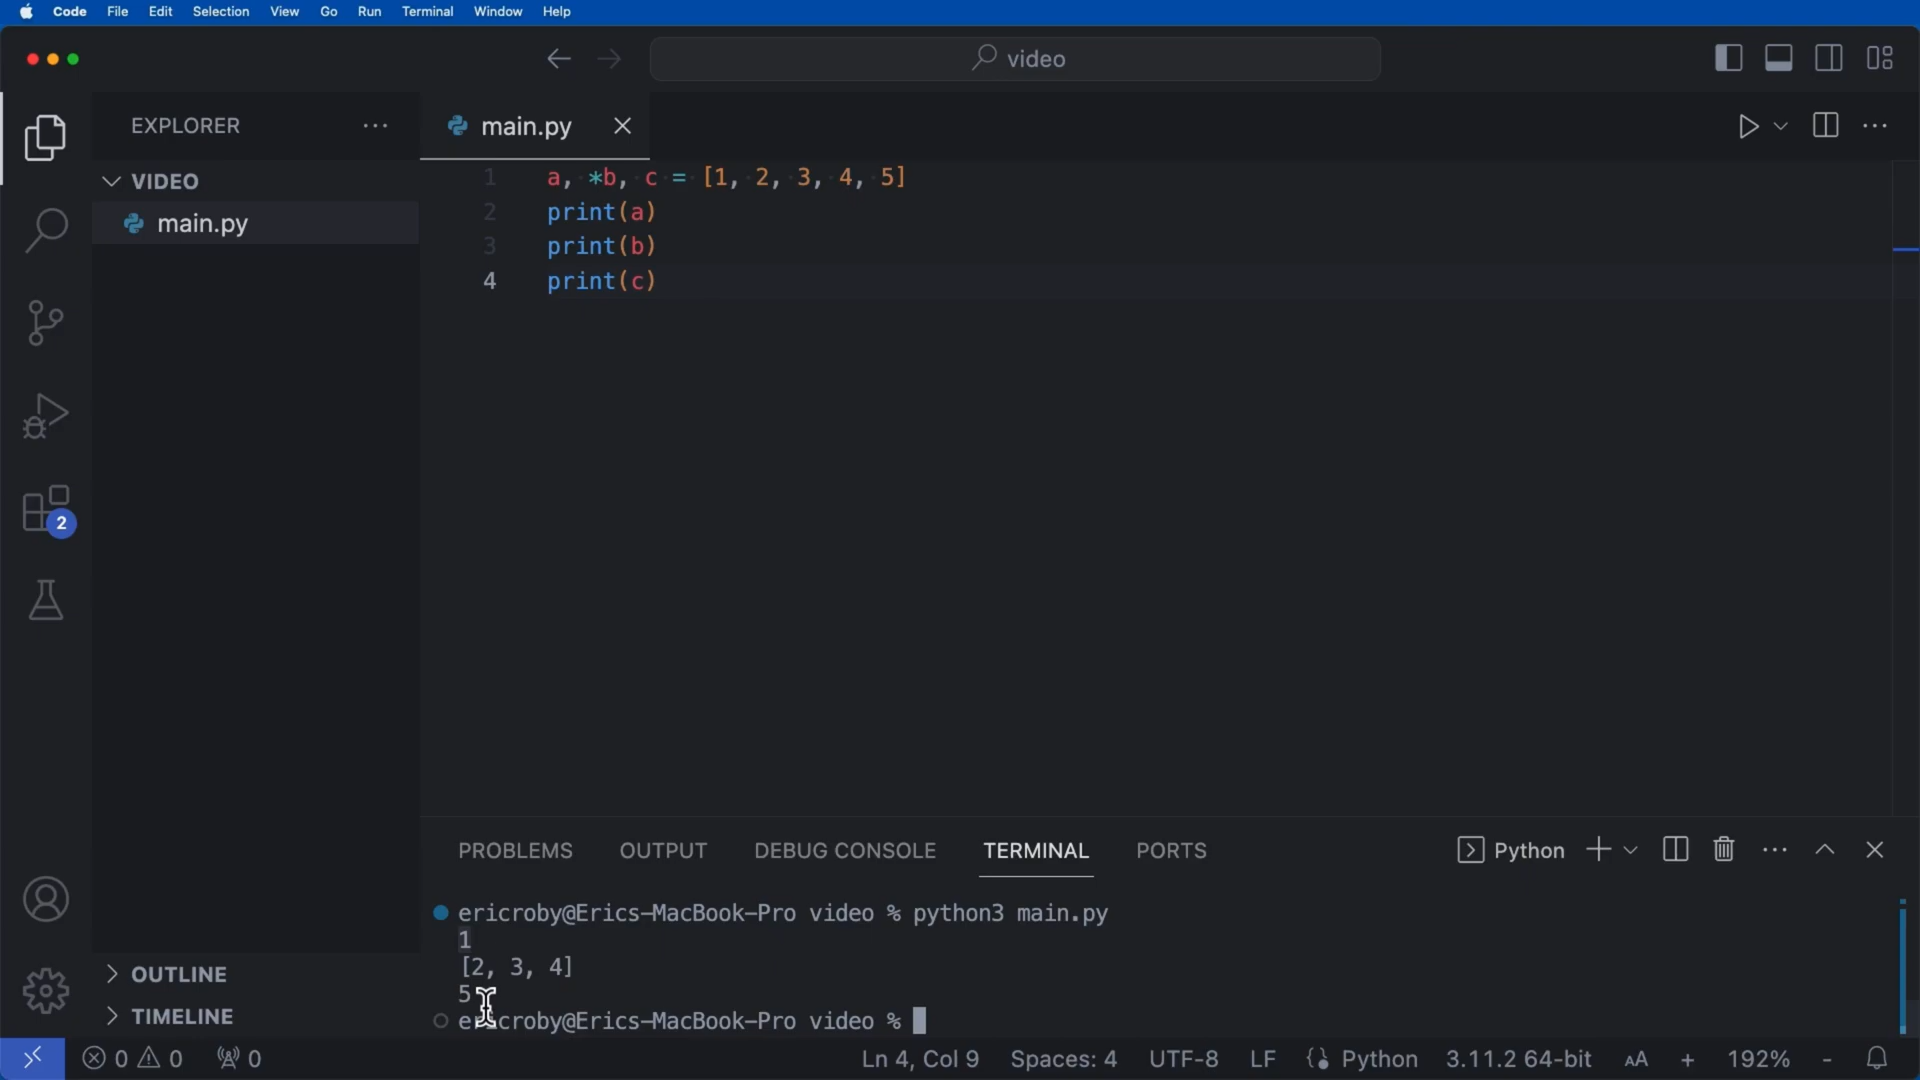 Code File Edit Selection View Go Run Terminal Window Help
video
EXPLORER
main.py
VIDEO
main.py
1 a, *b, c = [1, 2, 3, 4, 5]
2 print(a)
3 print(b)
4 print(c)
2
PROBLEMS OUTPUT DEBUG CONSOLE TERMINAL PORTS
Python
ericroby@Erics-MacBook-Pro video % python3 main.py
1
[2, 3, 4]
5
ericroby@Erics-MacBook-Pro video %
OUTLINE
TIMELINE
0 0 0 Ln 4, Col 9 Spaces: 4 UTF-8 LF Python 3.11.2 64-bit AA + 192% -